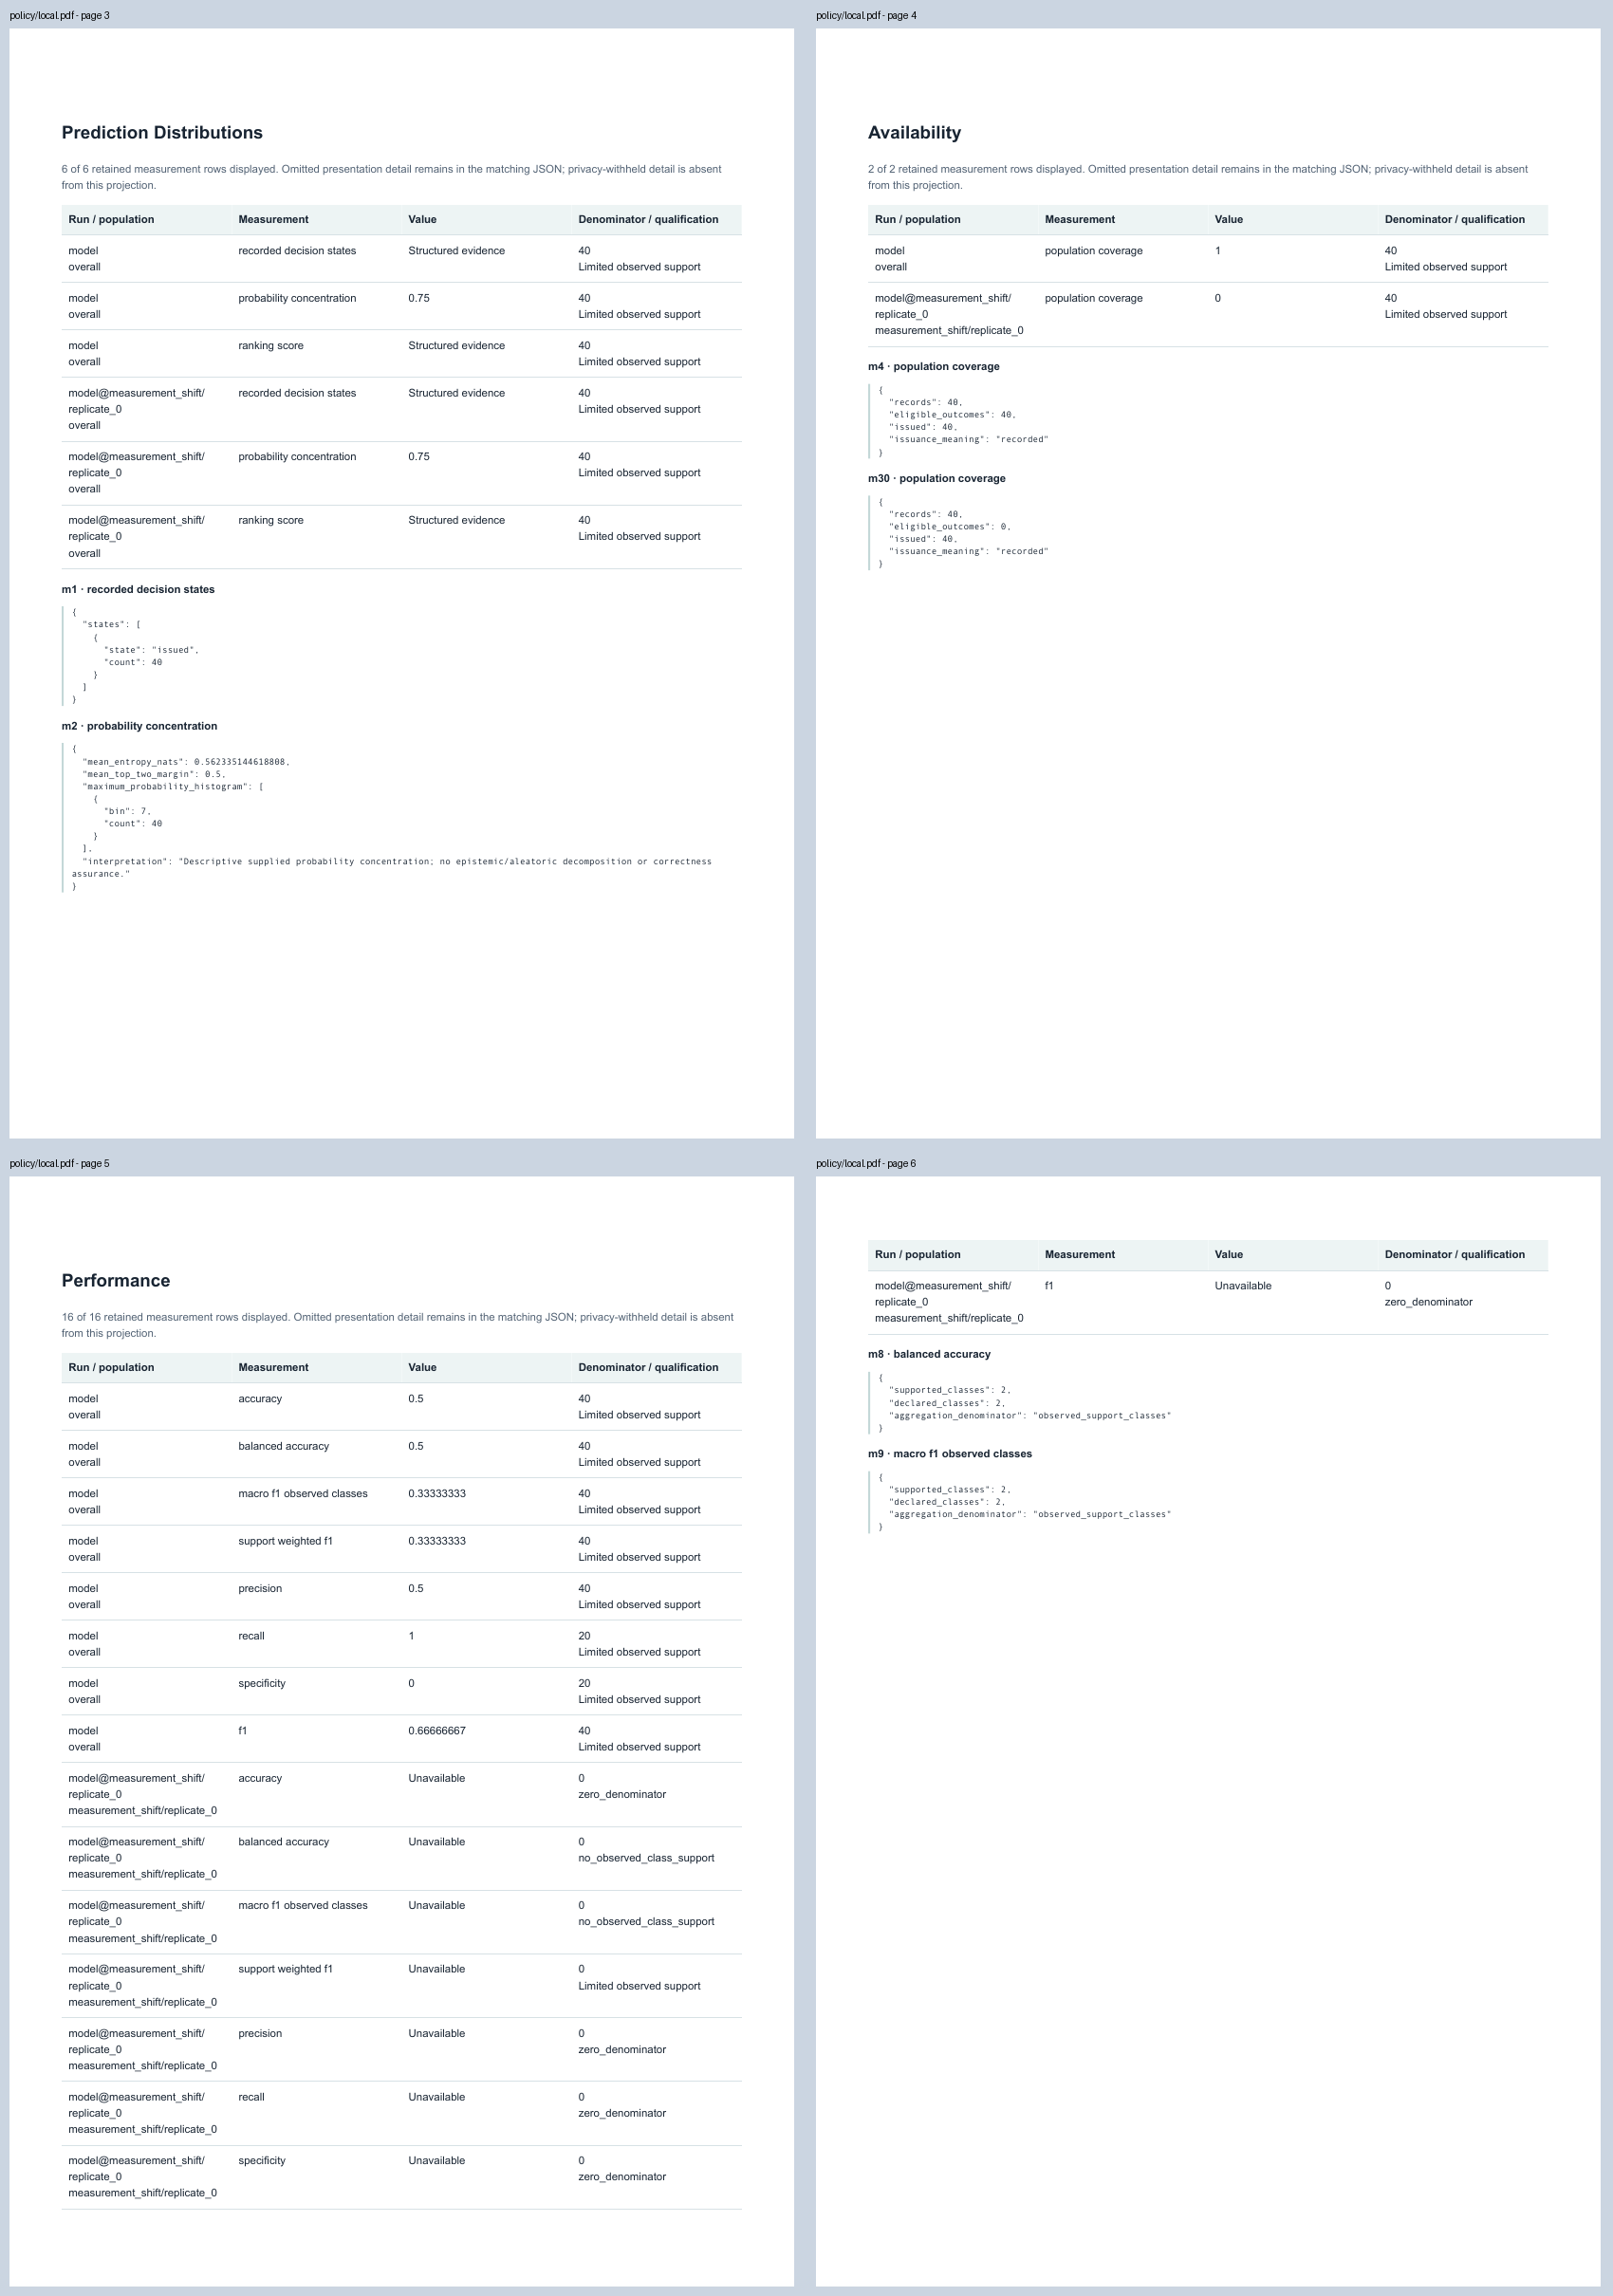 policy/local.pdf - page 3
Prediction Distributions
6 of 6 retained measurement rows displayed. Omitted presentation detail remains in the matching JSON; privacy-withheld detail is absent
from this projection.
Run / population Measurement Value Denominator / qualification
model recorded decision states Structured evidence 40
overall Limited observed support
model probability concentration 0.75 40
overall Limited observed support
model ranking score Structured evidence 40
overall Limited observed support
model@measurement_shift/ recorded decision states Structured evidence 40
replicate_0 Limited observed support
overall
model@measurement_shift/ probability concentration 0.75 40
replicate_0 Limited observed support
overall
model@measurement_shift/ ranking score Structured evidence 40
replicate_0 Limited observed support
overall
m1 · recorded decision states
{
"states": [
{
"state": "issued",
"count": 40
}
]
}
m2 · probability concentration
{
"mean_entropy_nats": 0.562335144618808,
"mean_top_two_margin": 0.5,
"maximum_probability_histogram": [
{
"bin": 7,
"count": 40
}
],
"interpretation": "Descriptive supplied probability concentration; no epistemic/aleatoric decomposition or correctness
assurance."
}
policy/local.pdf - page 4
Availability
2 of 2 retained measurement rows displayed. Omitted presentation detail remains in the matching JSON; privacy-withheld detail is absent
from this projection.
Run / population Measurement Value Denominator / qualification
model population coverage 1 40
overall Limited observed support
model@measurement_shift/ population coverage 0 40
replicate_0 Limited observed support
measurement_shift/replicate_0
m4 · population coverage
{
"records": 40,
"eligible_outcomes": 40,
"issued": 40,
"issuance_meaning": "recorded"
}
m30 · population coverage
{
"records": 40,
"eligible_outcomes": 0,
"issued": 40,
"issuance_meaning": "recorded"
}
policy/local.pdf - page 5
Performance
16 of 16 retained measurement rows displayed. Omitted presentation detail remains in the matching JSON; privacy-withheld detail is absent
from this projection.
Run / population Measurement Value Denominator / qualification
model accuracy 0.5 40
overall Limited observed support
model balanced accuracy 0.5 40
overall Limited observed support
model macro f1 observed classes 0.33333333 40
overall Limited observed support
model support weighted f1 0.33333333 40
overall Limited observed support
model precision 0.5 40
overall Limited observed support
model recall 1 20
overall Limited observed support
model specificity 0 20
overall Limited observed support
model f1 0.66666667 40
overall Limited observed support
model@measurement_shift/ accuracy Unavailable 0
replicate_0 zero_denominator
measurement_shift/replicate_0
model@measurement_shift/ balanced accuracy Unavailable 0
replicate_0 no_observed_class_support
measurement_shift/replicate_0
model@measurement_shift/ macro f1 observed classes Unavailable 0
replicate_0 no_observed_class_support
measurement_shift/replicate_0
model@measurement_shift/ support weighted f1 Unavailable 0
replicate_0 Limited observed support
measurement_shift/replicate_0
model@measurement_shift/ precision Unavailable 0
replicate_0 zero_denominator
measurement_shift/replicate_0
model@measurement_shift/ recall Unavailable 0
replicate_0 zero_denominator
measurement_shift/replicate_0
model@measurement_shift/ specificity Unavailable 0
replicate_0 zero_denominator
measurement_shift/replicate_0
policy/local.pdf - page 6
Run / population Measurement Value Denominator / qualification
model@measurement_shift/ f1 Unavailable 0
replicate_0 zero_denominator
measurement_shift/replicate_0
m8 · balanced accuracy
{
"supported_classes": 2,
"declared_classes": 2,
"aggregation_denominator": "observed_support_classes"
}
m9 · macro f1 observed classes
{
"supported_classes": 2,
"declared_classes": 2,
"aggregation_denominator": "observed_support_classes"
}